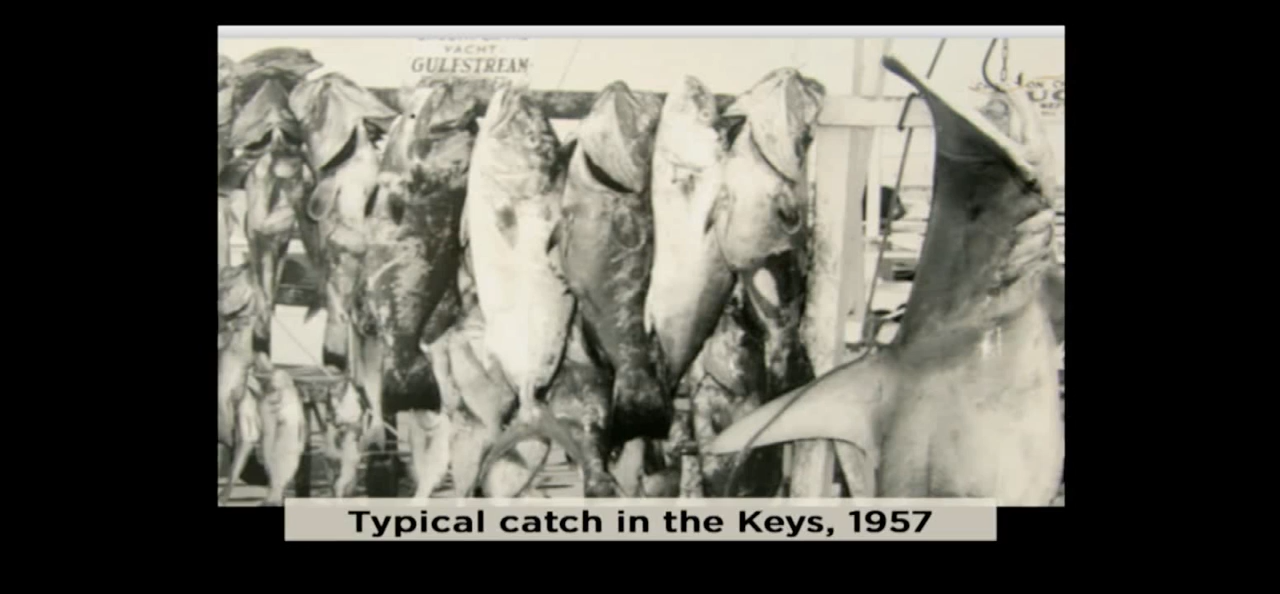 YACHT
GULFSTREAM
Typical catch in the Keys, 1957